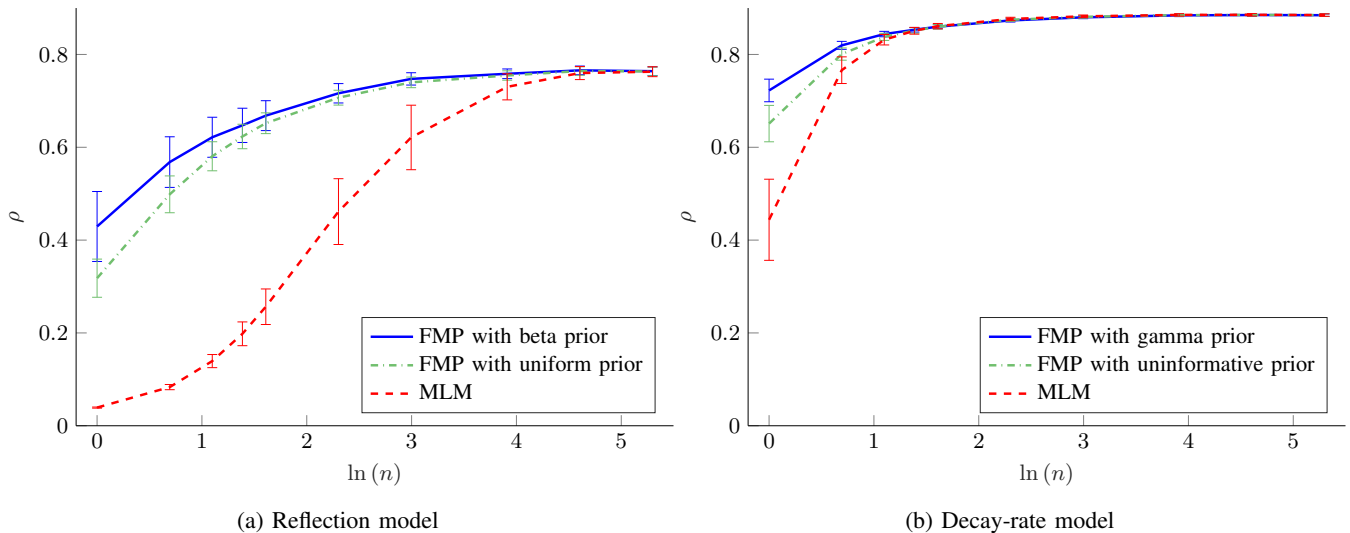 0.8
0.6
0.4
0.2
0
ρ
0 1 2 3 4 5
ln (n)
FMP with beta prior
FMP with uniform prior
MLM
(a) Reflection model
0.8
0.6
0.4
0.2
0
ρ
0 1 2 3 4 5
ln (n)
FMP with gamma prior
FMP with uninformative prior
MLM
(b) Decay-rate model